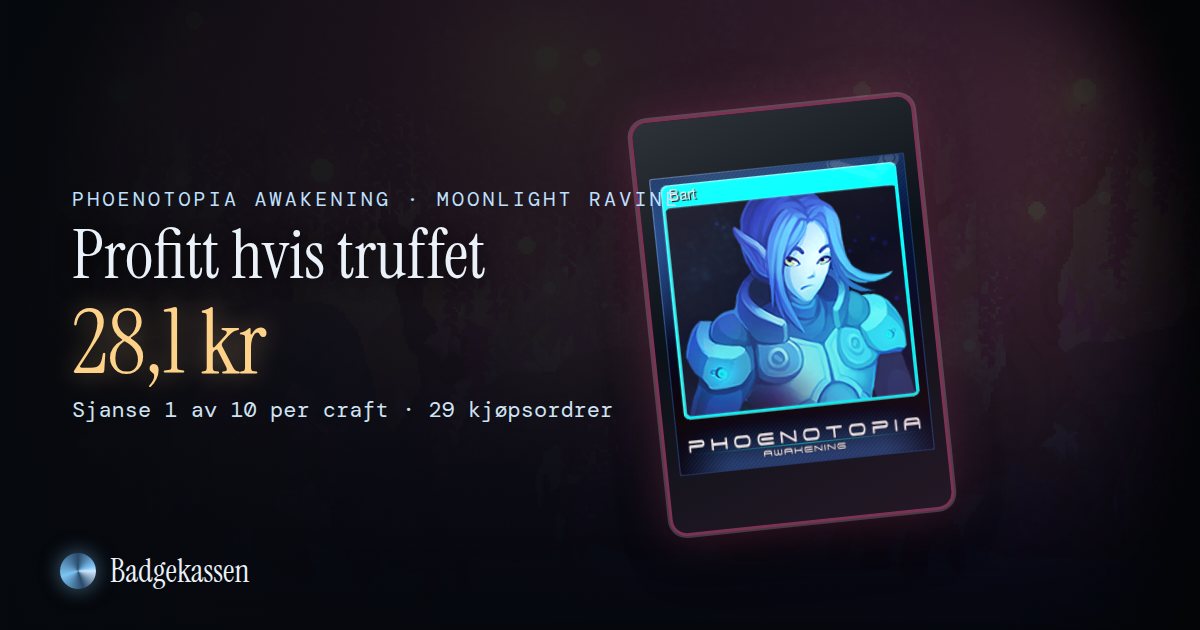 PHOENOTOPIA AWAKENING · MOONLIGHT RAVINE
Profitt hvis truffet
28,1 kr
Sjanse 1 av 10 per craft · 29 kjøpsordrer
Bart
PHOENOTOPIA
AWAKENING
Badgekassen